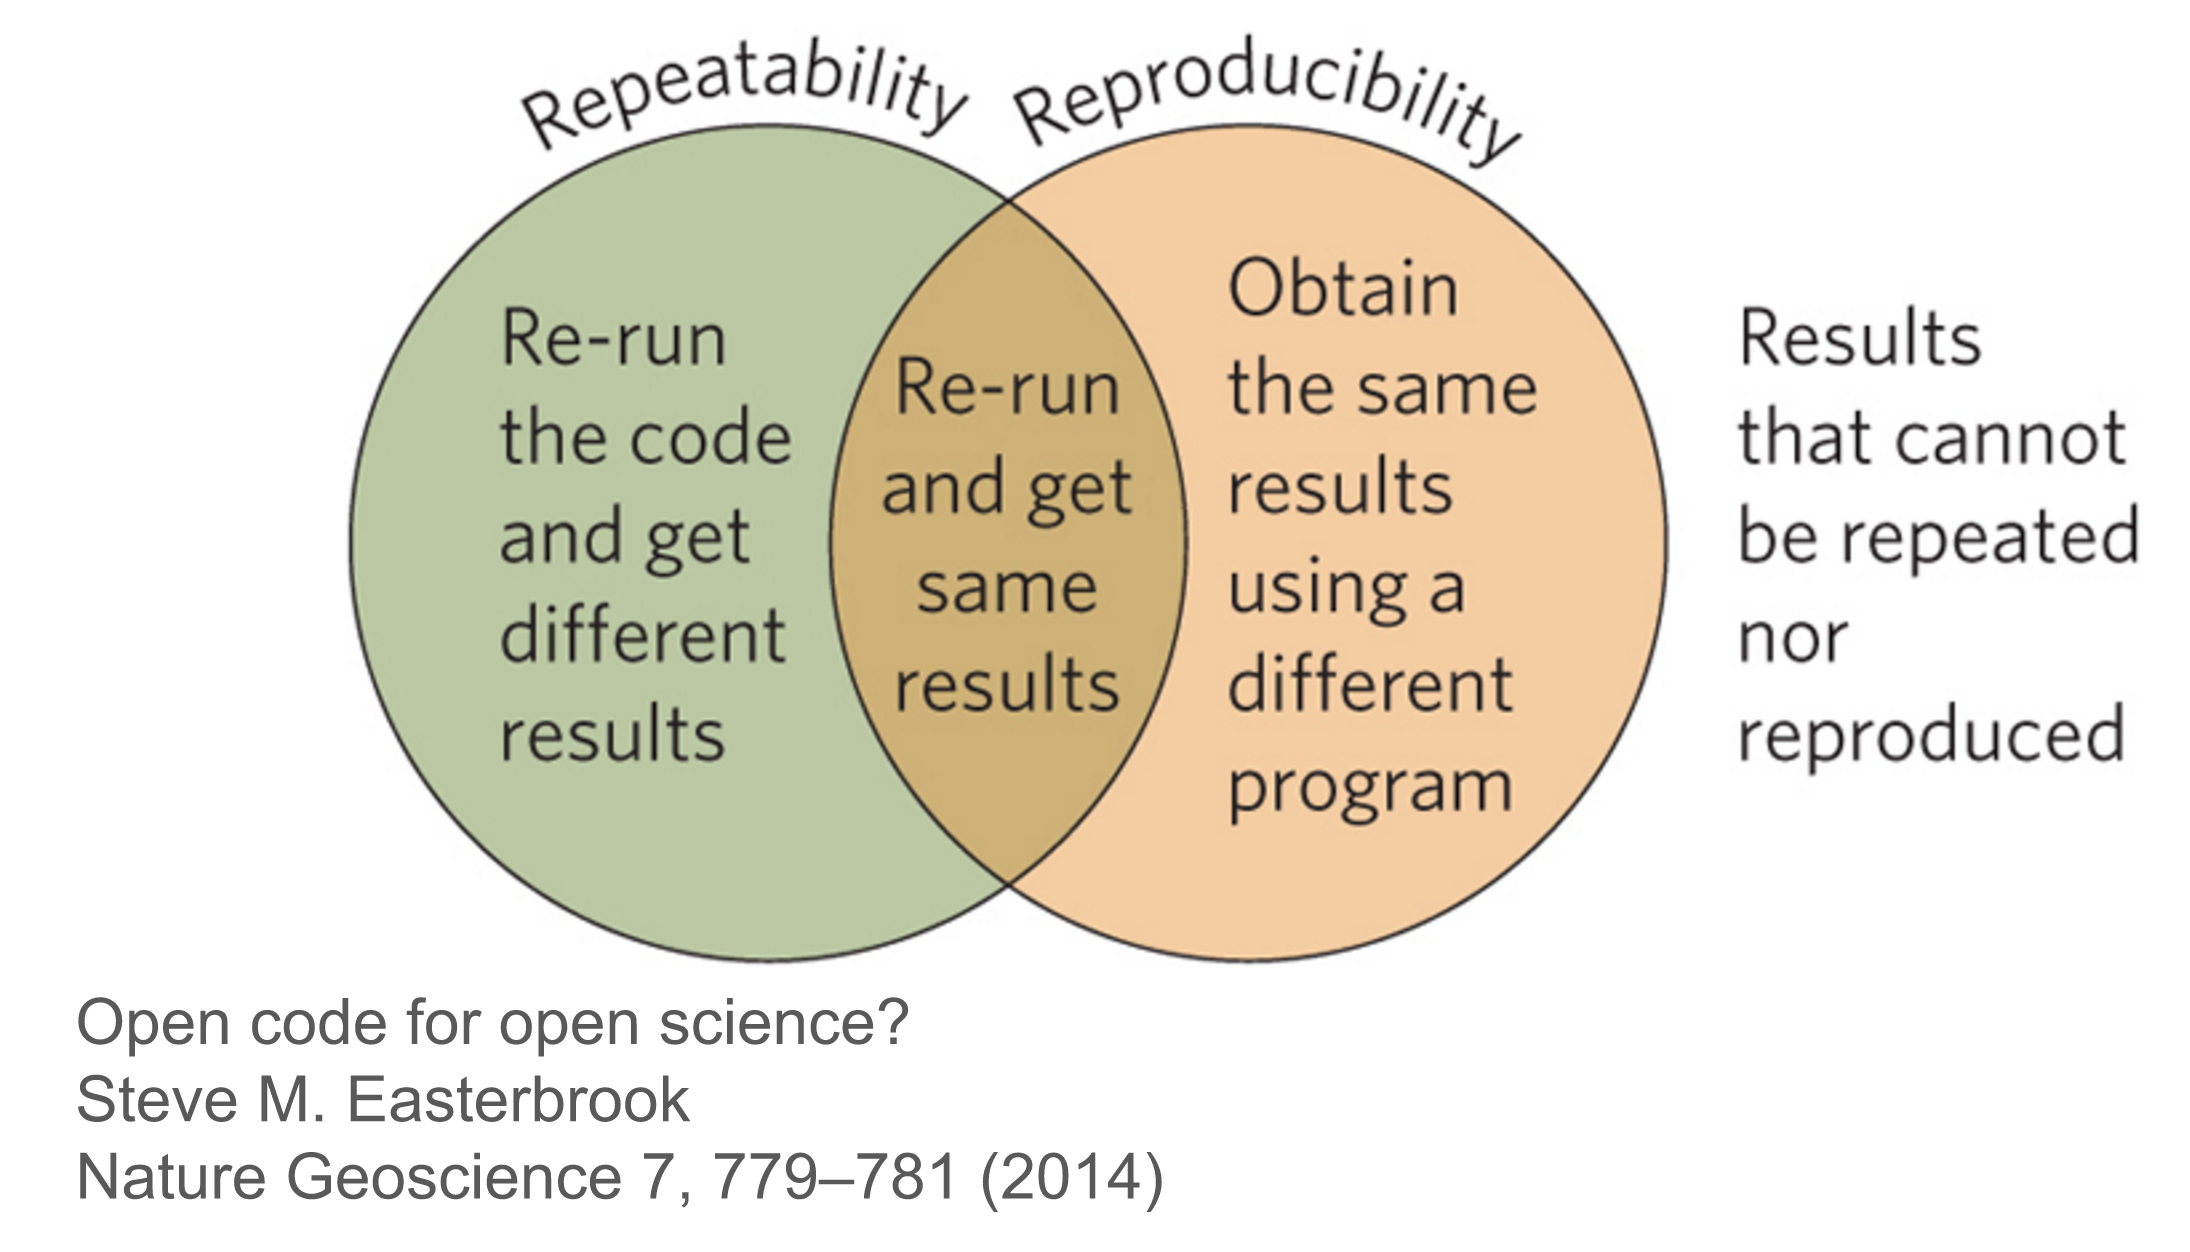 Repeatability
Reproducibility
Re-run
the code
and get
different
results
Re-run
and get
same
results
Obtain
the same
results
using a
different
program
Results
that cannot
be repeated
nor
reproduced
Open code for open science?
Steve M. Easterbrook
Nature Geoscience 7, 779–781 (2014)